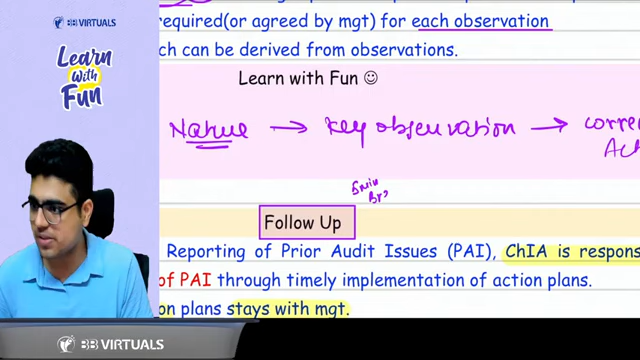 BB VIRTUALS
Learn
With
Fun
required(or agreed by mgt) for each observation
ch can be derived from observations.
Learn with Fun ☺
Nature → key observation → corre
Act
5min
Follow Up
Reporting of Prior Audit Issues (PAI), ChIA is respons
of PAI through timely implementation of action plans.
on plans stays with mgt.
BB VIRTUALS